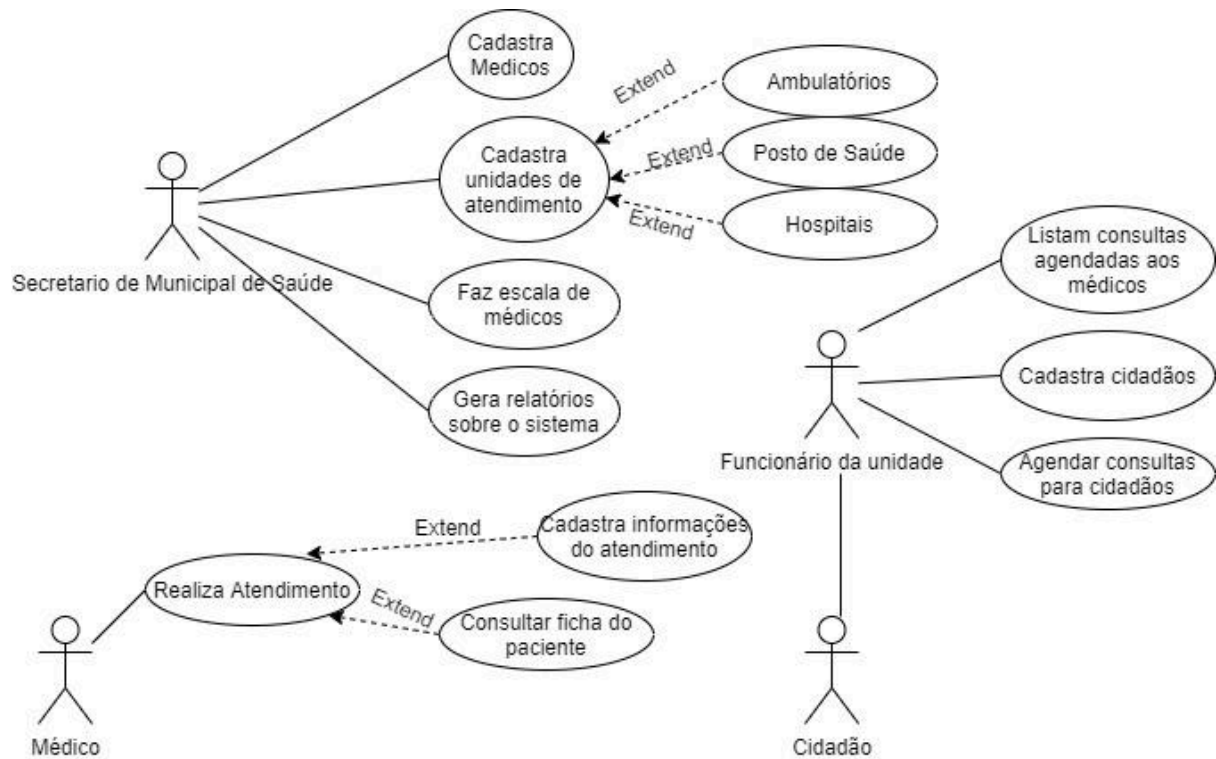 Cadastra
Medicos
Extend
Ambulatórios
Cadastra
unidades de
atendimento
Extend
Posto de Saúde
Extend
Hospitais
Secretario de Municipal de Saúde
Faz escala de
médicos
Gera relatórios
sobre o sistema
Listam consultas
agendadas aos
médicos
Cadastra cidadãos
Funcionário da unidade
Agendar consultas
para cidadãos
Extend
Cadastra informações
do atendimento
Realiza Atendimento
Extend
Consultar ficha do
paciente
Médico
Cidadão